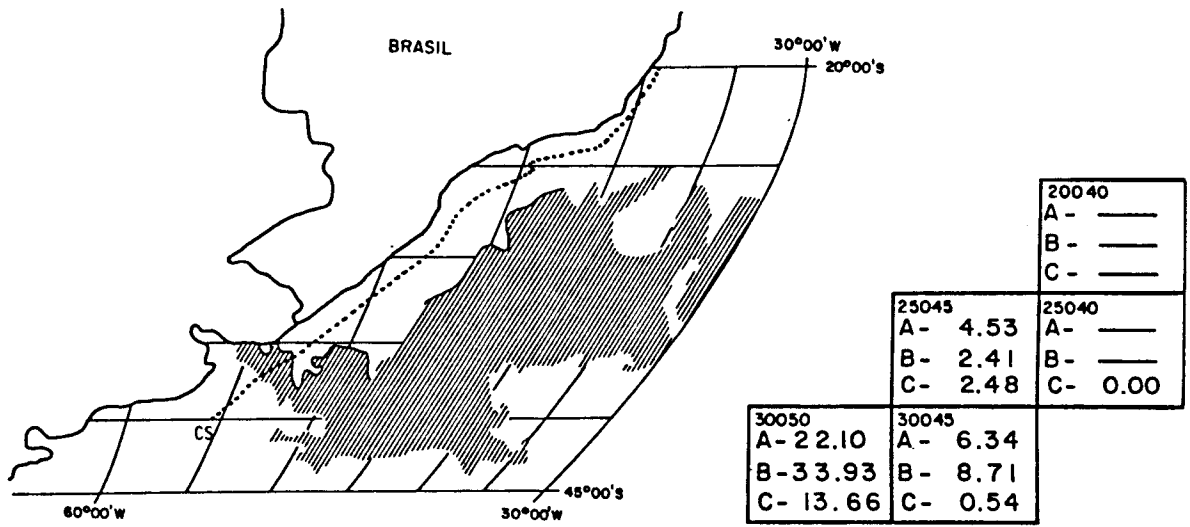 BRASIL
30°00'W
20°00'S
CS
60°00'W
30°00'W
45°00'S
20040
A -
B -
C -
25045
A - 4.53
B - 2.41
C - 2.48
25040
A -
B -
C - 0.00
30050
A-22.10
B-33.93
C-13.66
30045
A - 6.34
B - 8.71
C - 0.54